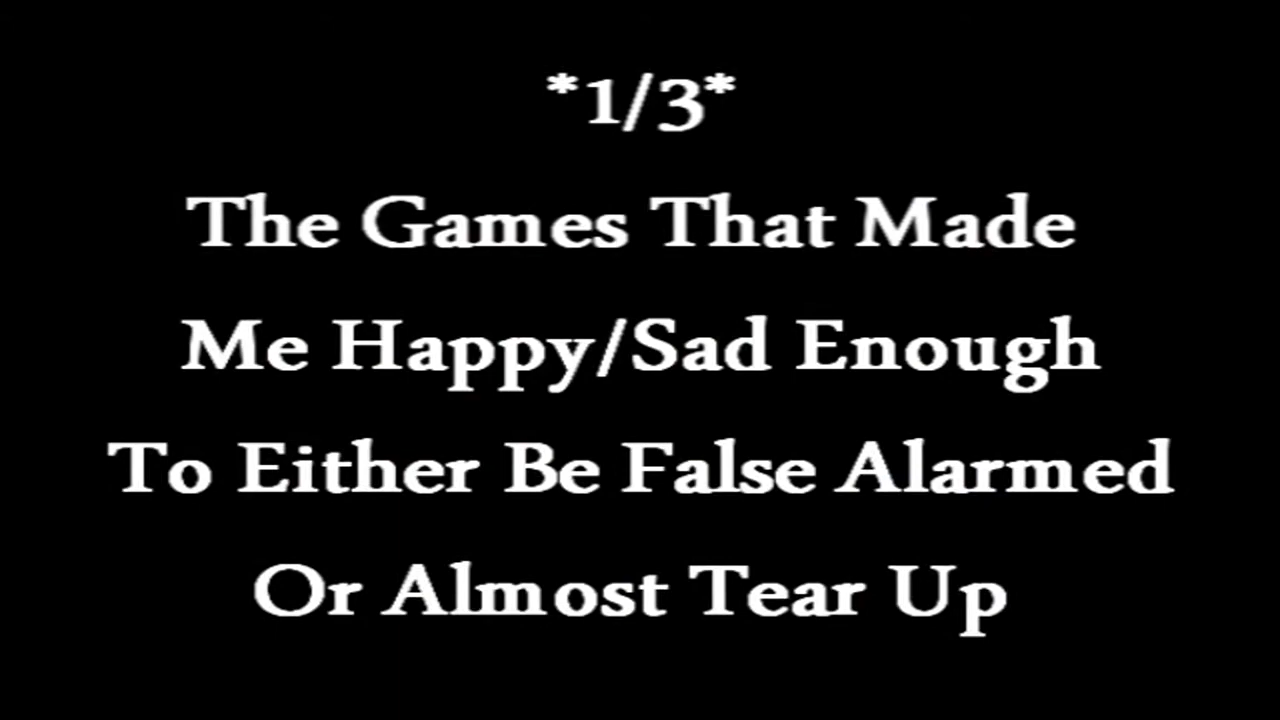 *1/3*
The Games That Made
Me Happy/Sad Enough
To Either Be False Alarmed
Or Almost Tear Up